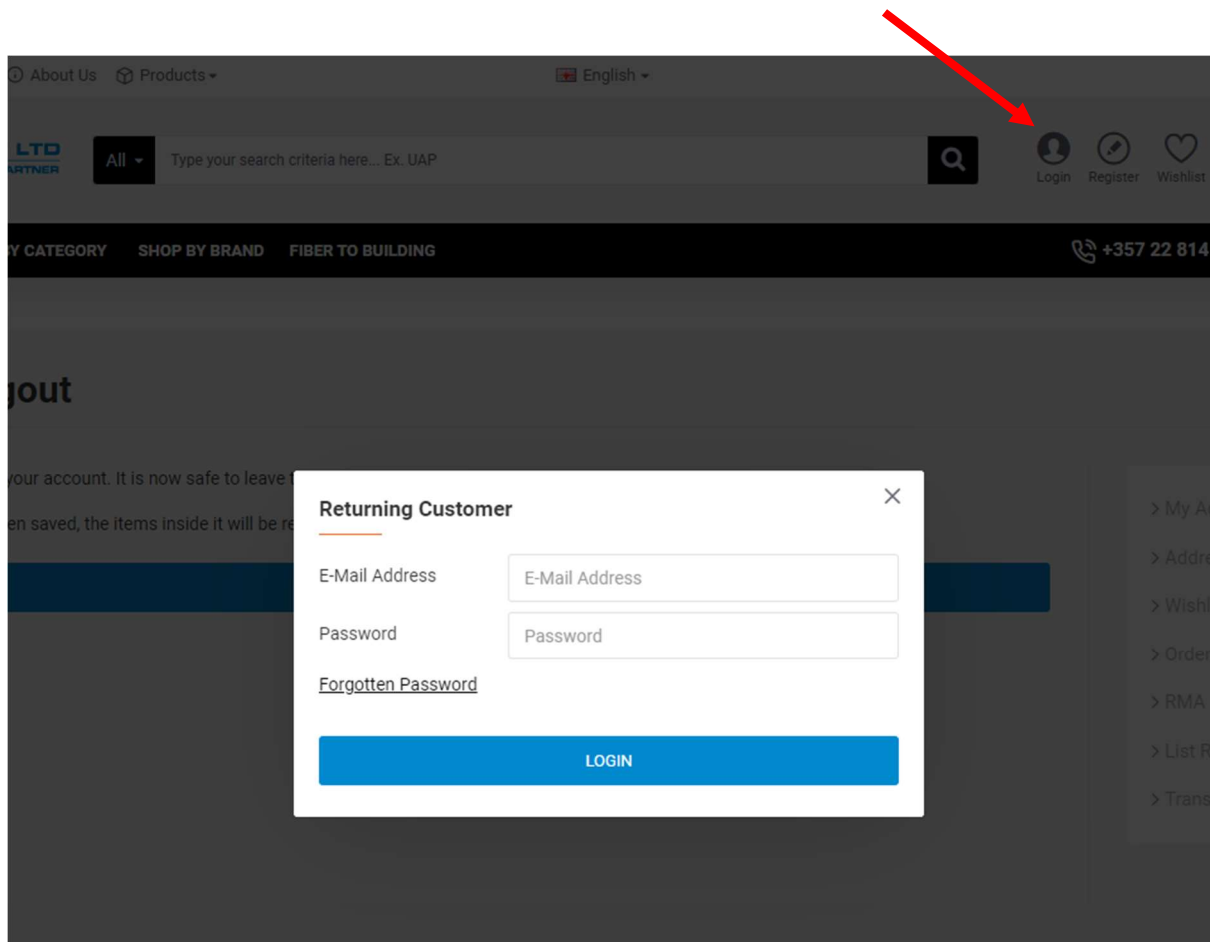 About Us Products English
LTD
PARTNER
All Type your search criteria here... Ex. UAP
Login Register Wishlist
Y CATEGORY SHOP BY BRAND FIBER TO BUILDING +357 22 814
gout
your account. It is now safe to leave t
en saved, the items inside it will be re
Returning Customer
E-Mail Address E-Mail Address
Password Password
Forgotten Password
LOGIN
> My A
> Addre
> Wishl
> Order
> RMA
> List R
> Trans